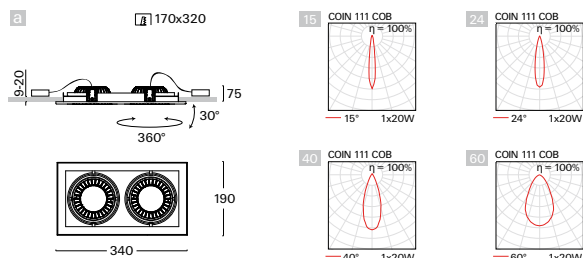 a
170x320
9-20
75
30°
360°
190
340
15 COIN 111 COB
η = 100%
15° 1x20W
24 COIN 111 COB
η = 100%
24° 1x20W
40 COIN 111 COB
η = 100%
40° 1x20W
60 COIN 111 COB
η = 100%
60° 1x20W